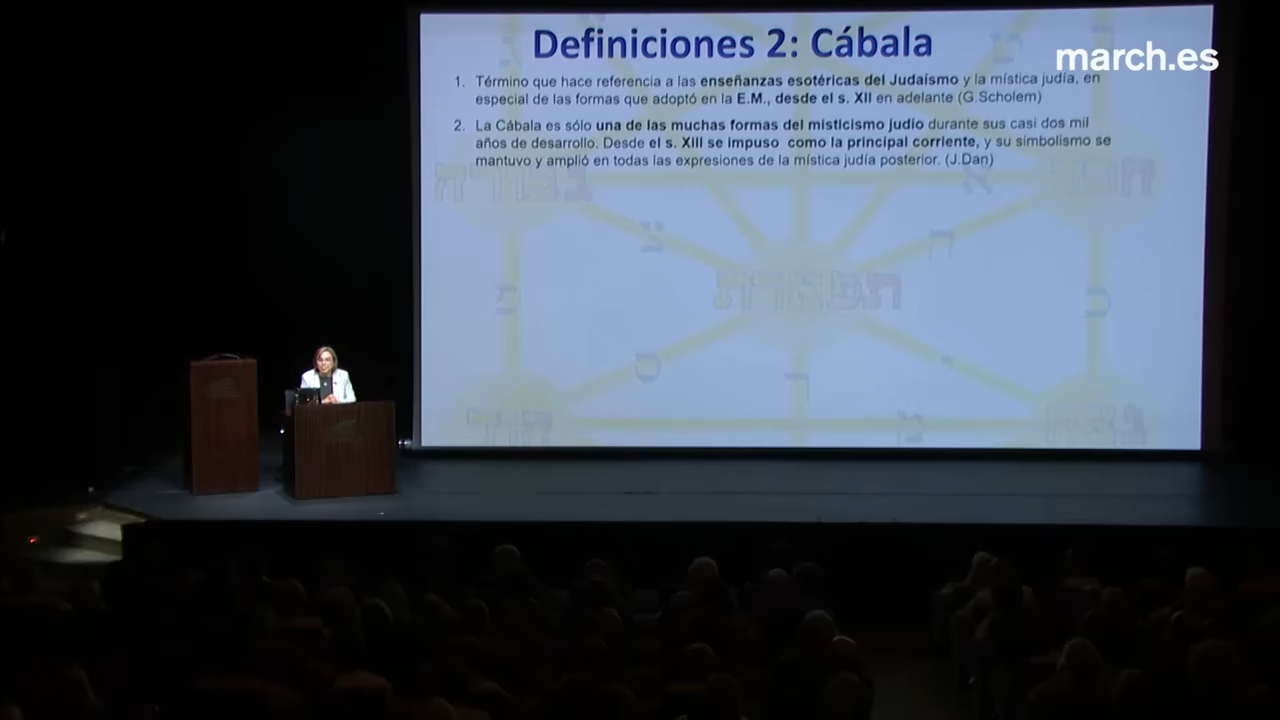 Definiciones 2: Cábala
march.es
1. Término que hace referencia a las enseñanzas esotéricas del Judaísmo y la mística judía, en
especial de las formas que adoptó en la E.M., desde el s. XII en adelante (G.Scholem)
2. La Cábala es sólo una de las muchas formas del misticismo judío durante sus casi dos mil
años de desarrollo. Desde el s. XIII se impuso como la principal corriente, y su simbolismo se
mantuvo y amplió en todas las expresiones de la mística judía posterior. (J.Dan)
גבורה
א
ה
תפארת
הוד
נצח